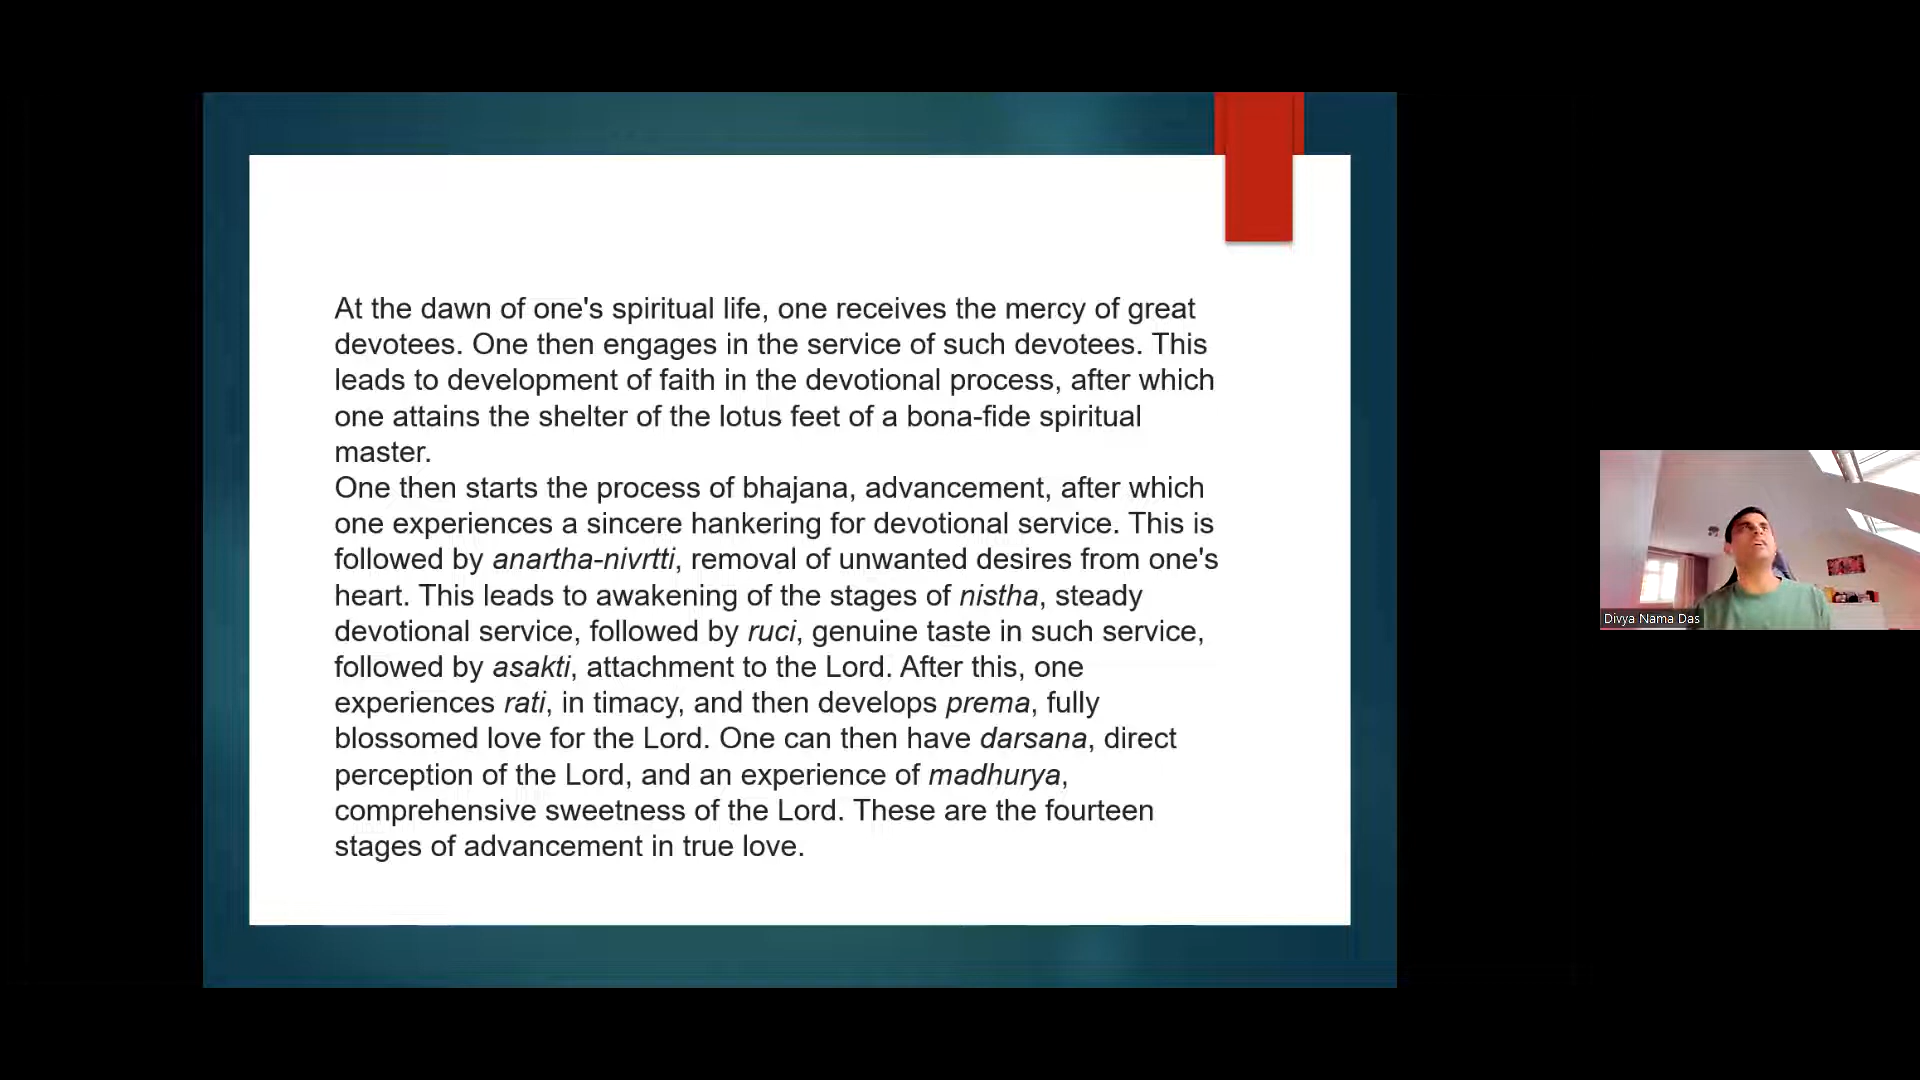 At the dawn of one's spiritual life, one receives the mercy of great
devotees. One then engages in the service of such devotees. This
leads to development of faith in the devotional process, after which
one attains the shelter of the lotus feet of a bona-fide spiritual
master.
One then starts the process of bhajana, advancement, after which
one experiences a sincere hankering for devotional service. This is
followed by anartha-nivrtti, removal of unwanted desires from one's
heart. This leads to awakening of the stages of nistha, steady
devotional service, followed by ruci, genuine taste in such service,
followed by asakti, attachment to the Lord. After this, one
experiences rati, in timacy, and then develops prema, fully
blossomed love for the Lord. One can then have darsana, direct
perception of the Lord, and an experience of madhurya,
comprehensive sweetness of the Lord. These are the fourteen
stages of advancement in true love.
Divya Nama Das